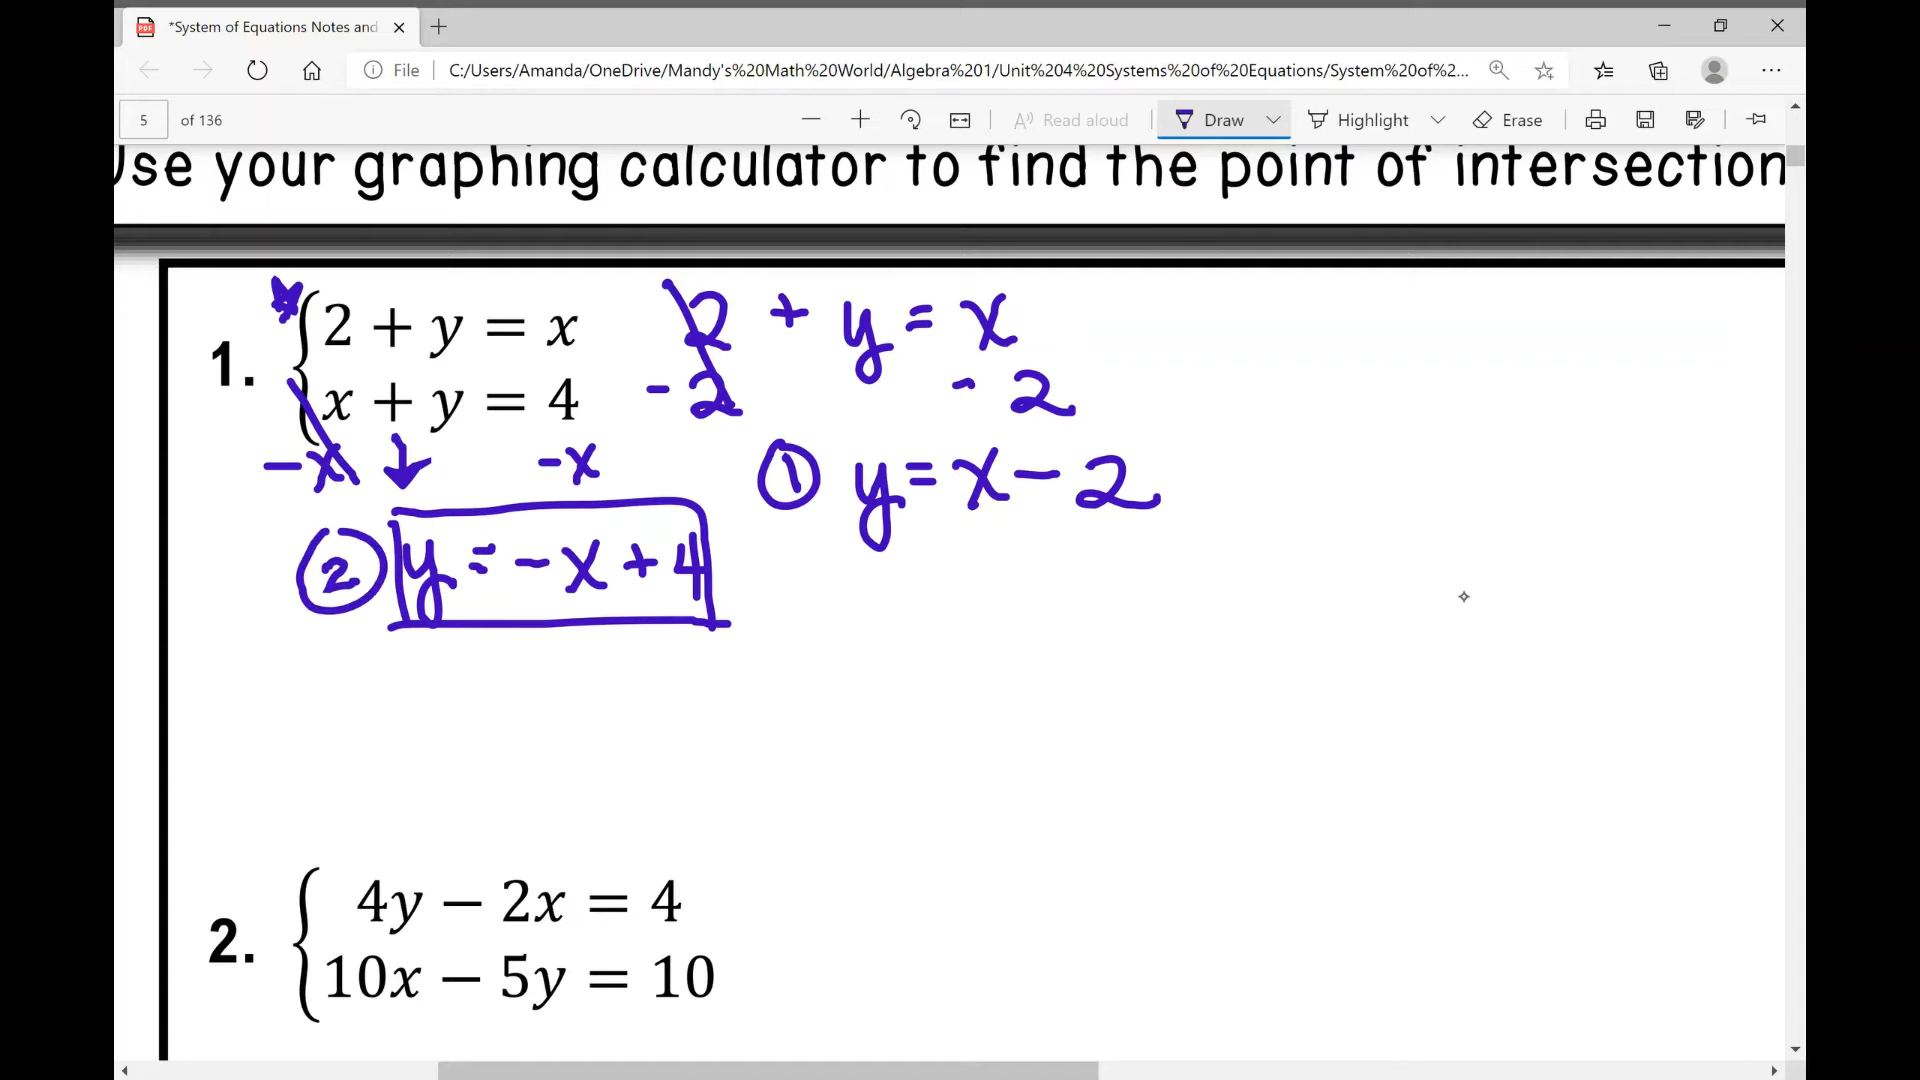 *System of Equations Notes and
File C:/Users/Amanda/OneDrive/Mandy's%20Math%20World/Algebra%201/Unit%204%20Systems%20of%20Equations/System%20of%2...
5 of 136 Read aloud Draw Highlight Erase
Use your graphing calculator to find the point of intersection
1. 2 + y = x
x + y = 4
-x -x
② y = -x + 4
2 + y = x
- 2 - 2
① y = x - 2
2. 4y − 2x = 4
10x − 5y = 10